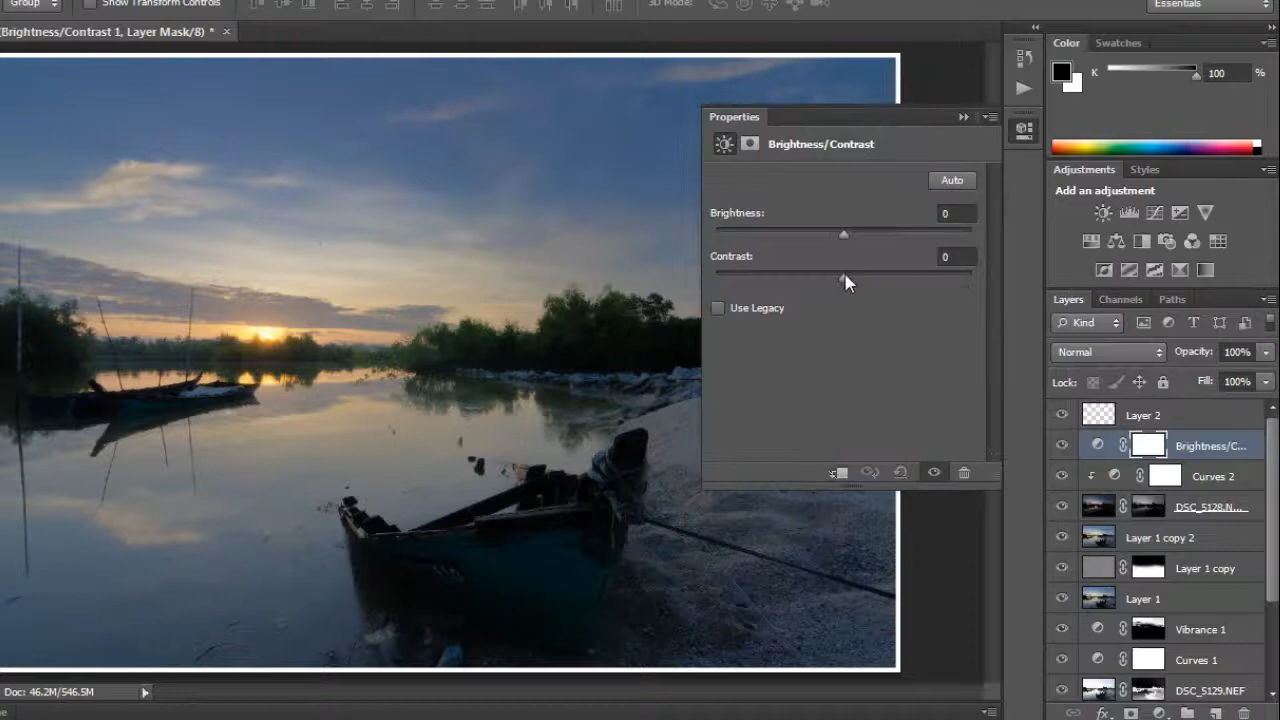 Group Show Transform Controls 3D Mode: Essentials
(Brightness/Contrast 1, Layer Mask/8) * ×
Color Swatches
K 100 %
Properties
Brightness/Contrast
Auto
Brightness: 0
Contrast: 0
Use Legacy
Adjustments Styles
Add an adjustment
Layers Channels Paths
Kind
Normal Opacity: 100%
Lock: Fill: 100%
Layer 2
Brightness/C...
Curves 2
DSC_5128.N...
Layer 1 copy 2
Layer 1 copy
Layer 1
Vibrance 1
Curves 1
DSC_5129.NEF
Doc: 46.2M/546.5M